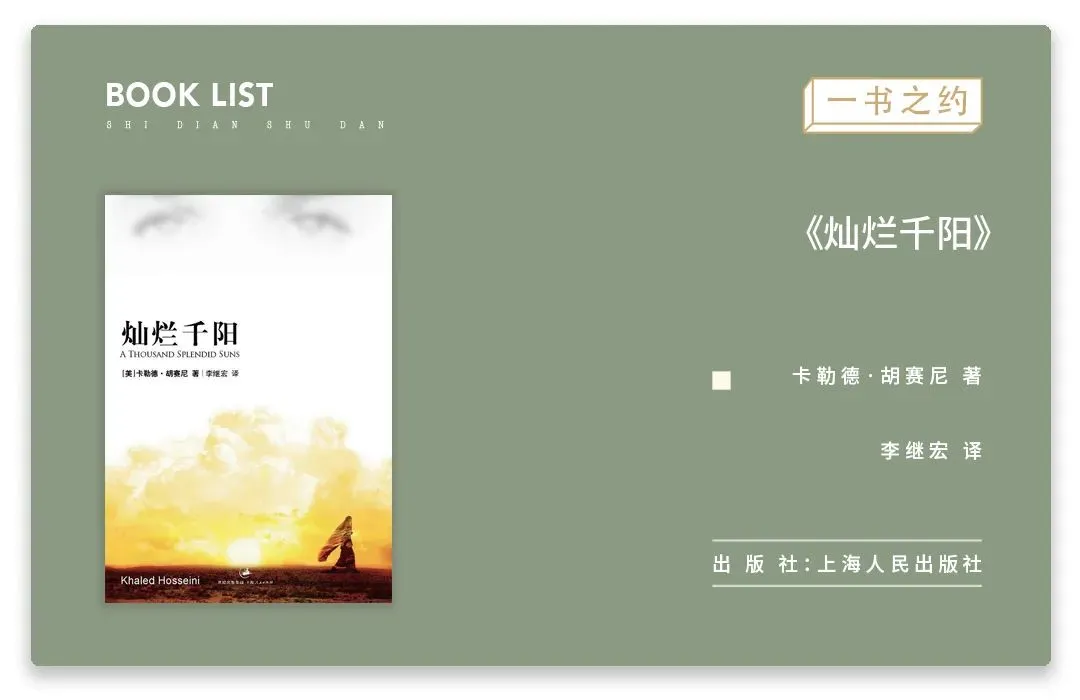 BOOK LIST
SHI DIAN SHU DAN
一书之约
《灿烂千阳》
灿烂千阳
A THOUSAND SPLENDID SUNS
[美]卡勒德·胡赛尼 著|李继宏 译
Khaled Hosseini
卡勒德·胡赛尼 著
李继宏 译
出 版 社:上海人民出版社